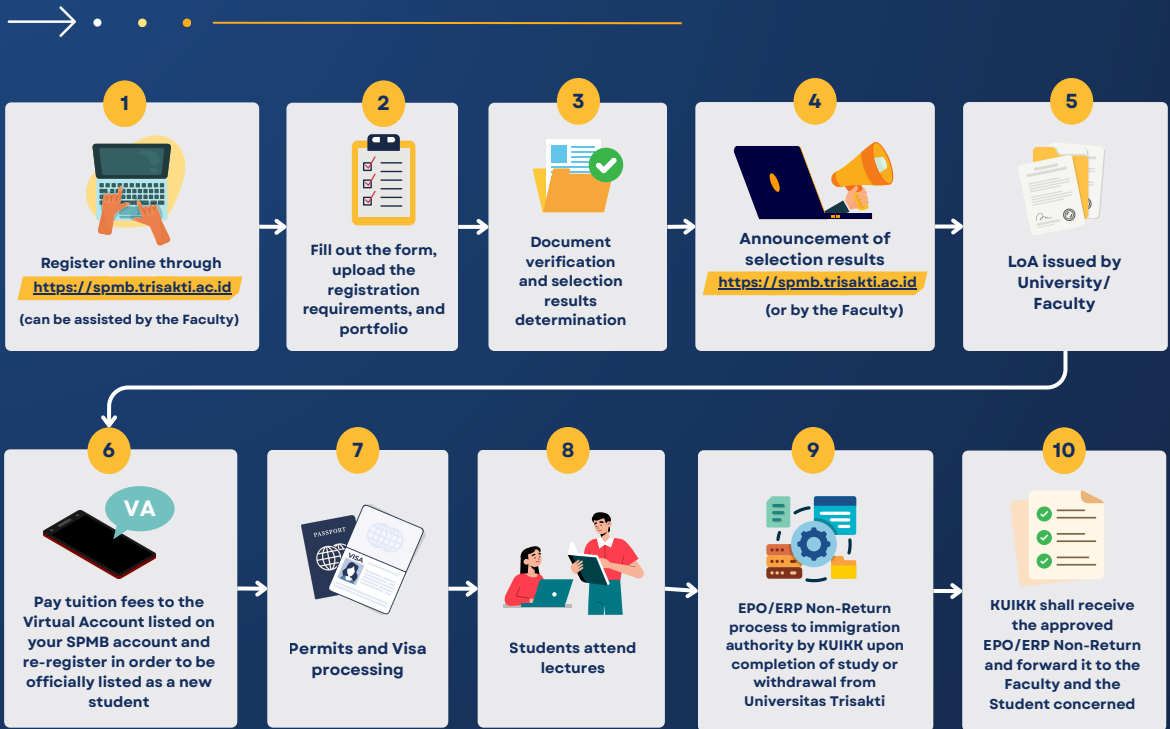 1
Register online through
https://spmb.trisakti.ac.id
(can be assisted by the Faculty)
2
Fill out the form,
upload the
registration
requirements, and
portfolio
3
Document
verification
and selection
results
determination
4
Announcement of
selection results
https://spmb.trisakti.ac.id
(or by the Faculty)
5
LoA issued by
University/
Faculty
6
VA
Pay tuition fees to the
Virtual Account listed on
your SPMB account and
re-register in order to be
officially listed as a new
student
7
PASSPORT
VISA
Permits and Visa
processing
8
Students attend
lectures
9
EPO/ERP Non-Return
process to immigration
authority by KUIKK upon
completion of study or
withdrawal from
Universitas Trisakti
10
KUIKK shall receive
the approved
EPO/ERP Non-Return
and forward it to the
Faculty and the
Student concerned